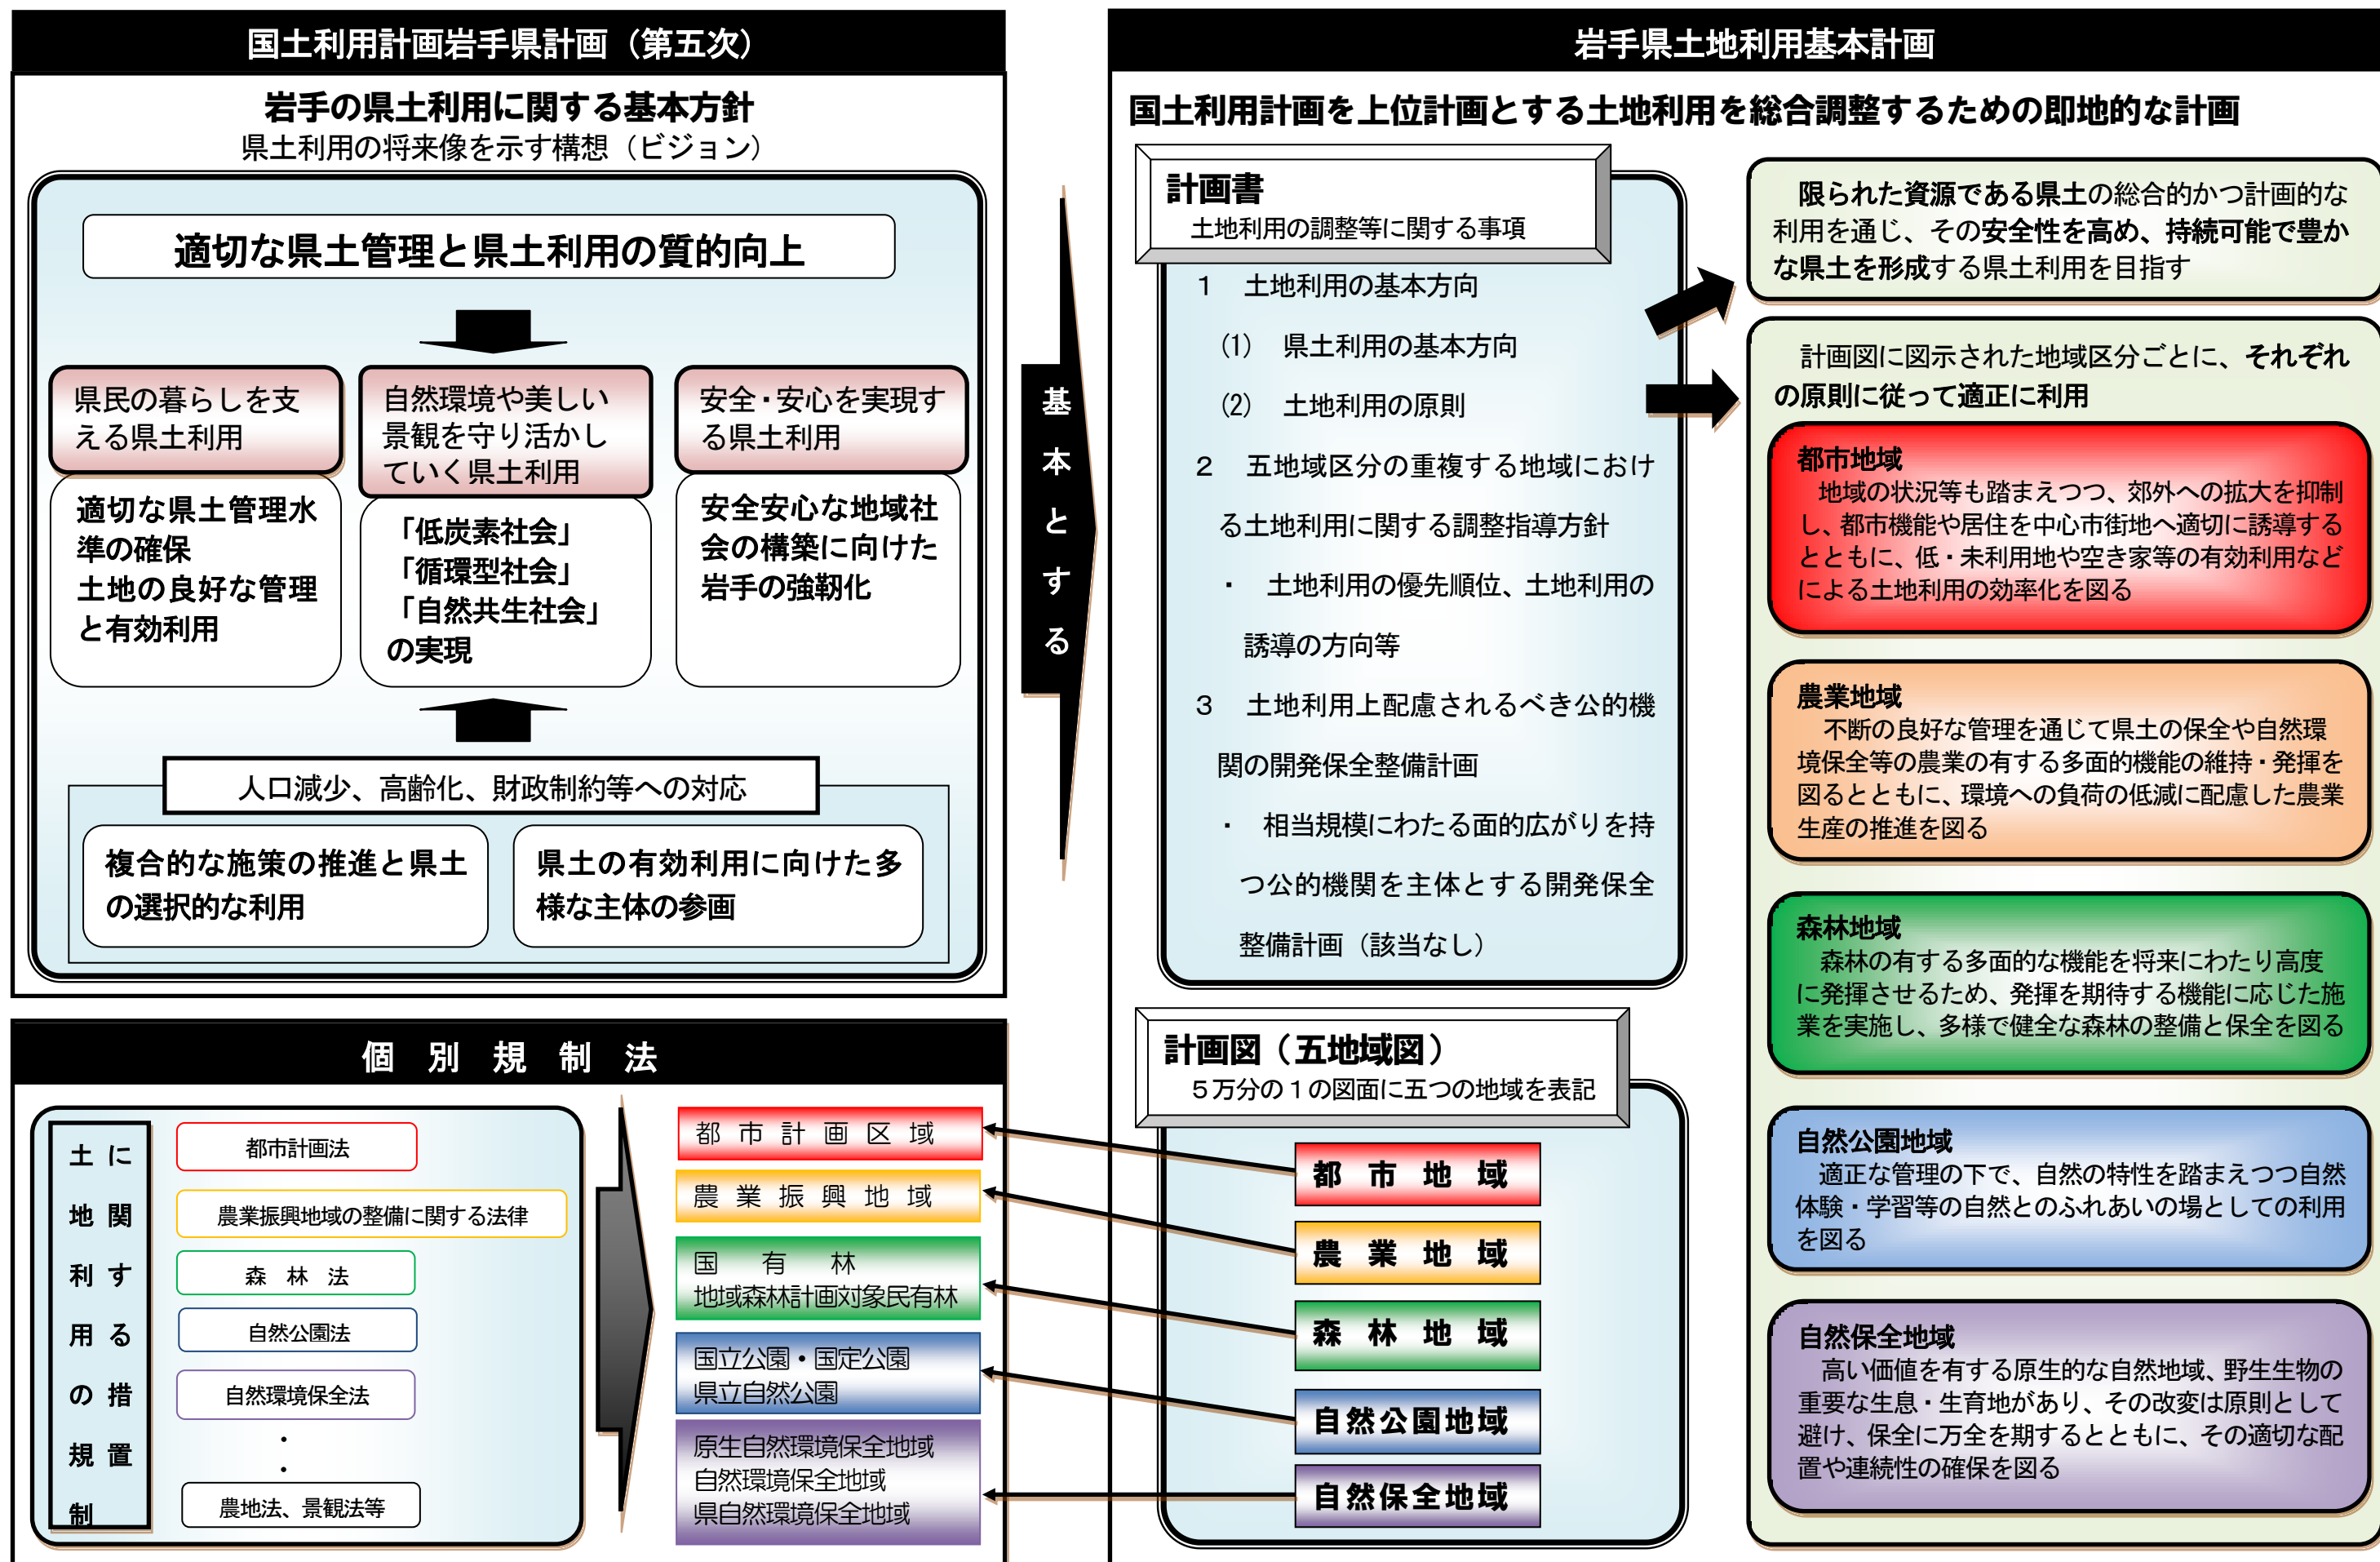 国土利用計画岩手県計画（第五次）
岩手の県土利用に関する基本方針
県土利用の将来像を示す構想（ビジョン）
適切な県土管理と県土利用の質的向上
県民の暮らしを支
える県土利用
適切な県土管理水
準の確保
土地の良好な管理
と有効利用
自然環境や美しい
景観を守り活かし
ていく県土利用
「低炭素社会」
「循環型社会」
「自然共生社会」
の実現
安全・安心を実現す
る県土利用
安全安心な地域社
会の構築に向けた
岩手の強靭化
人口減少、高齢化、財政制約等への対応
複合的な施策の推進と県土
の選択的な利用
県土の有効利用に向けた多
様な主体の参画
基本とする
岩手県土地利用基本計画
国土利用計画を上位計画とする土地利用を総合調整するための即地的な計画
計画書
土地利用の調整等に関する事項
１　土地利用の基本方向
(1)　県土利用の基本方向
(2)　土地利用の原則
２　五地域区分の重複する地域におけ
る土地利用に関する調整指導方針
・　土地利用の優先順位、土地利用の
誘導の方向等
３　土地利用上配慮されるべき公的機
関の開発保全整備計画
・　相当規模にわたる面的広がりを持
つ公的機関を主体とする開発保全
整備計画（該当なし）
限られた資源である県土の総合的かつ計画的な
利用を通じ、その安全性を高め、持続可能で豊か
な県土を形成する県土利用を目指す
計画図に図示された地域区分ごとに、それぞれ
の原則に従って適正に利用
都市地域
地域の状況等も踏まえつつ、郊外への拡大を抑制
し、都市機能や居住を中心市街地へ適切に誘導する
とともに、低・未利用地や空き家等の有効利用など
による土地利用の効率化を図る
農業地域
不断の良好な管理を通じて県土の保全や自然環
境保全等の農業の有する多面的機能の維持・発揮を
図るとともに、環境への負荷の低減に配慮した農業
生産の推進を図る
森林地域
森林の有する多面的な機能を将来にわたり高度
に発揮させるため、発揮を期待する機能に応じた施
業を実施し、多様で健全な森林の整備と保全を図る
自然公園地域
適正な管理の下で、自然の特性を踏まえつつ自然
体験・学習等の自然とのふれあいの場としての利用
を図る
自然保全地域
高い価値を有する原生的な自然地域、野生生物の
重要な生息・生育地があり、その改変は原則として
避け、保全に万全を期するとともに、その適切な配
置や連続性の確保を図る
計画図（五地域図）
５万分の１の図面に五つの地域を表記
都市地域
農業地域
森林地域
自然公園地域
自然保全地域
個別規制法
土地利用の規制
に関する措置
都市計画法
農業振興地域の整備に関する法律
森林法
自然公園法
自然環境保全法
・
・
農地法、景観法等
都市計画区域
農業振興地域
国有林
地域森林計画対象民有林
国立公園・国定公園
県立自然公園
原生自然環境保全地域
自然環境保全地域
県自然環境保全地域